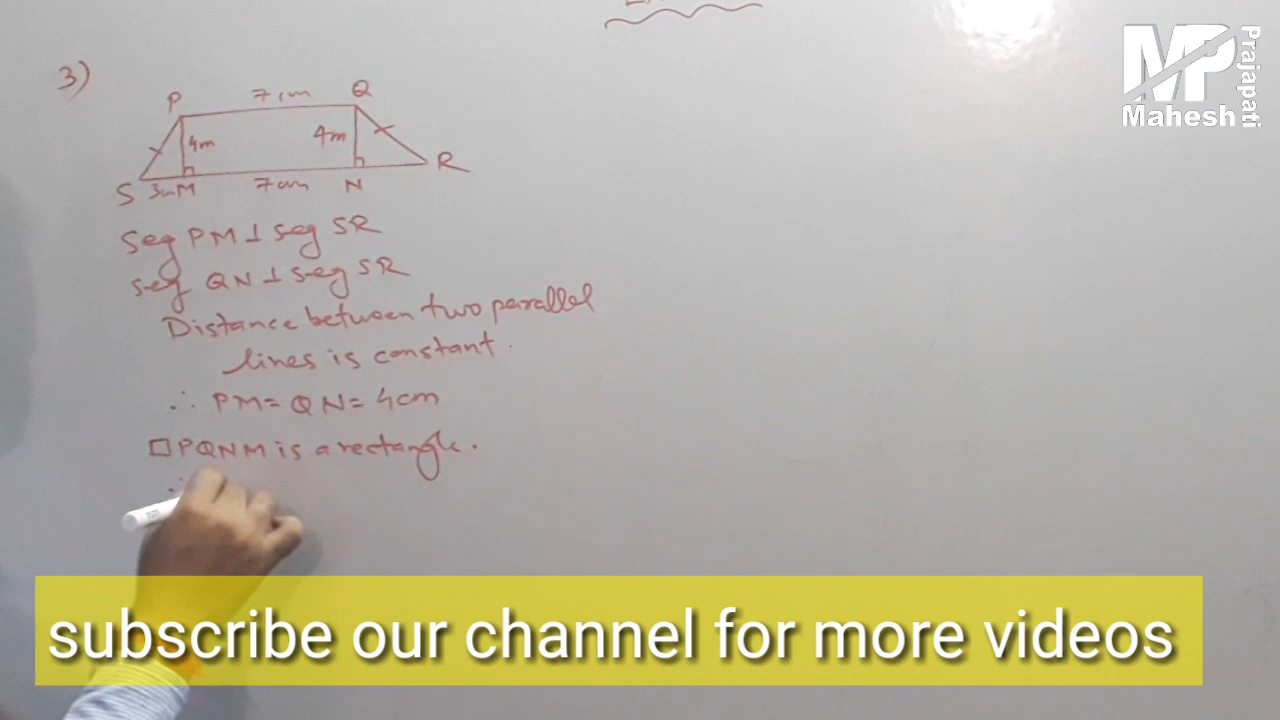 3)
P 7cm Q
4m 4m
S 3cm M 7cm N R
Seg PM ⊥ Seg SR
seg QN ⊥ seg SR
Distance between two parallel
lines is constant.
∴ PM = QN = 4cm
□PQNM is a rectangle.
∴
MP
Mahesh
Prajapati
subscribe our channel for more videos